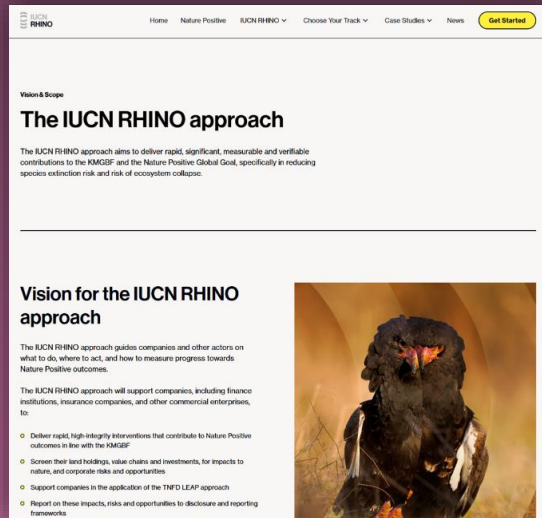 IUCN
RHINO
Home Nature Positive IUCN RHINO Choose Your Track Case Studies News Get Started
Vision & Scope
The IUCN RHINO approach
The IUCN RHINO approach aims to deliver rapid, significant, measurable and verifiable
contributions to the KMGBF and the Nature Positive Global Goal, specifically in reducing
species extinction risk and risk of ecosystem collapse.
Vision for the IUCN RHINO
approach
The IUCN RHINO approach guides companies and other actors on
what to do, where to act, and how to measure progress towards
Nature Positive outcomes.
The IUCN RHINO approach will support companies, including finance
institutions, insurance companies, and other commercial enterprises,
to:
Deliver rapid, high-integrity interventions that contribute to Nature Positive
outcomes in line with the KMGBF
Screen their land holdings, value chains and investments, for impacts to
nature, and corporate risks and opportunities
Support companies in the application of the TNFD LEAP approach
Report on these impacts, risks and opportunities to disclosure and reporting
frameworks